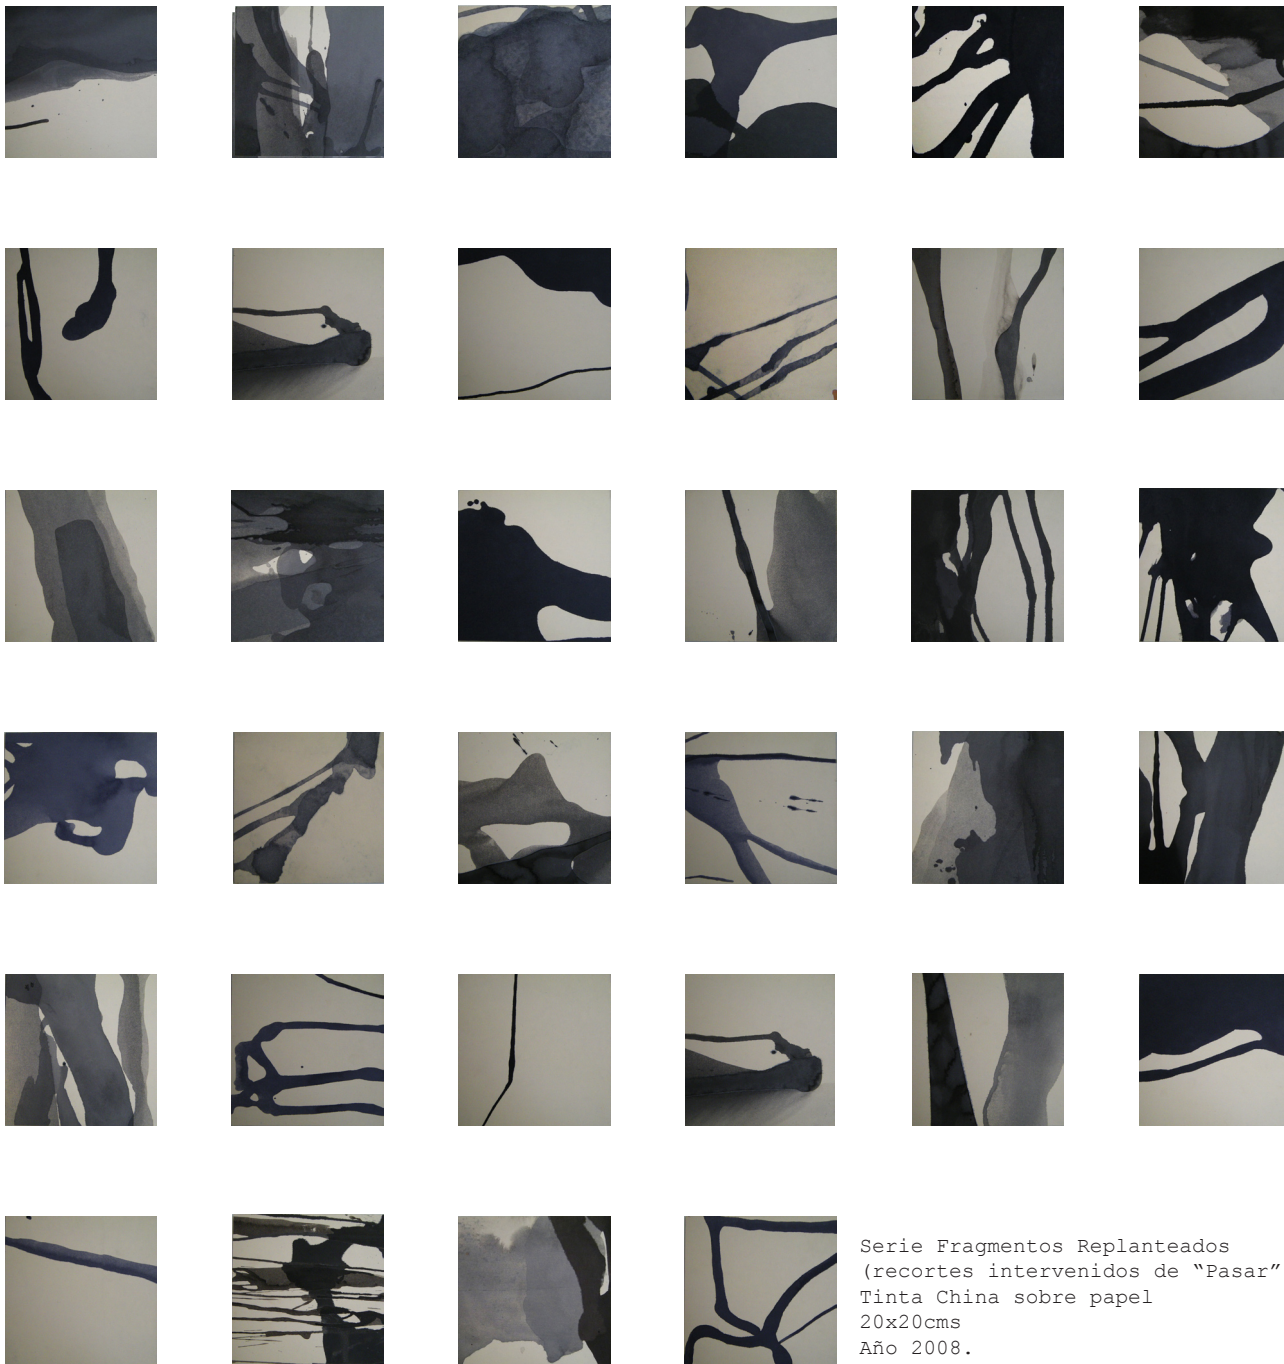 Serie Fragmentos Replanteados
(recortes intervenidos de “Pasar”
Tinta China sobre papel
20x20cms
Año 2008.